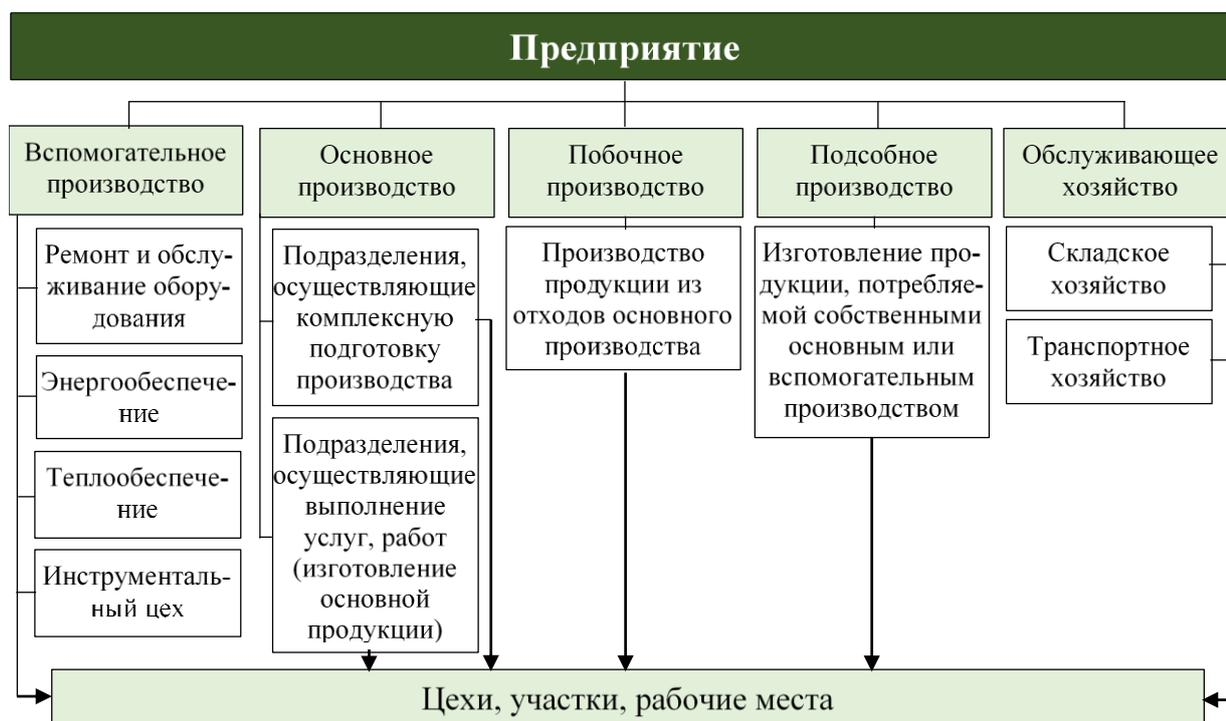 Предприятие
Вспомогательное
производство
Ремонт и обслу-
живание обору-
дования
Энергообеспече-
ние
Теплообеспече-
ние
Инструменталь-
ный цех
Основное
производство
Подразделения,
осуществляющие
комплексную
подготовку
производства
Подразделения,
осуществляющие
выполнение
услуг, работ
(изготовление
основной
продукции)
Побочное
производство
Производство
продукции из
отходов основного
производства
Подсобное
производство
Изготовление про-
дукции, потребляе-
мой собственными
основным или
вспомогательным
производством
Обслуживающее
хозяйство
Складское
хозяйство
Транспортное
хозяйство
Цехи, участки, рабочие места